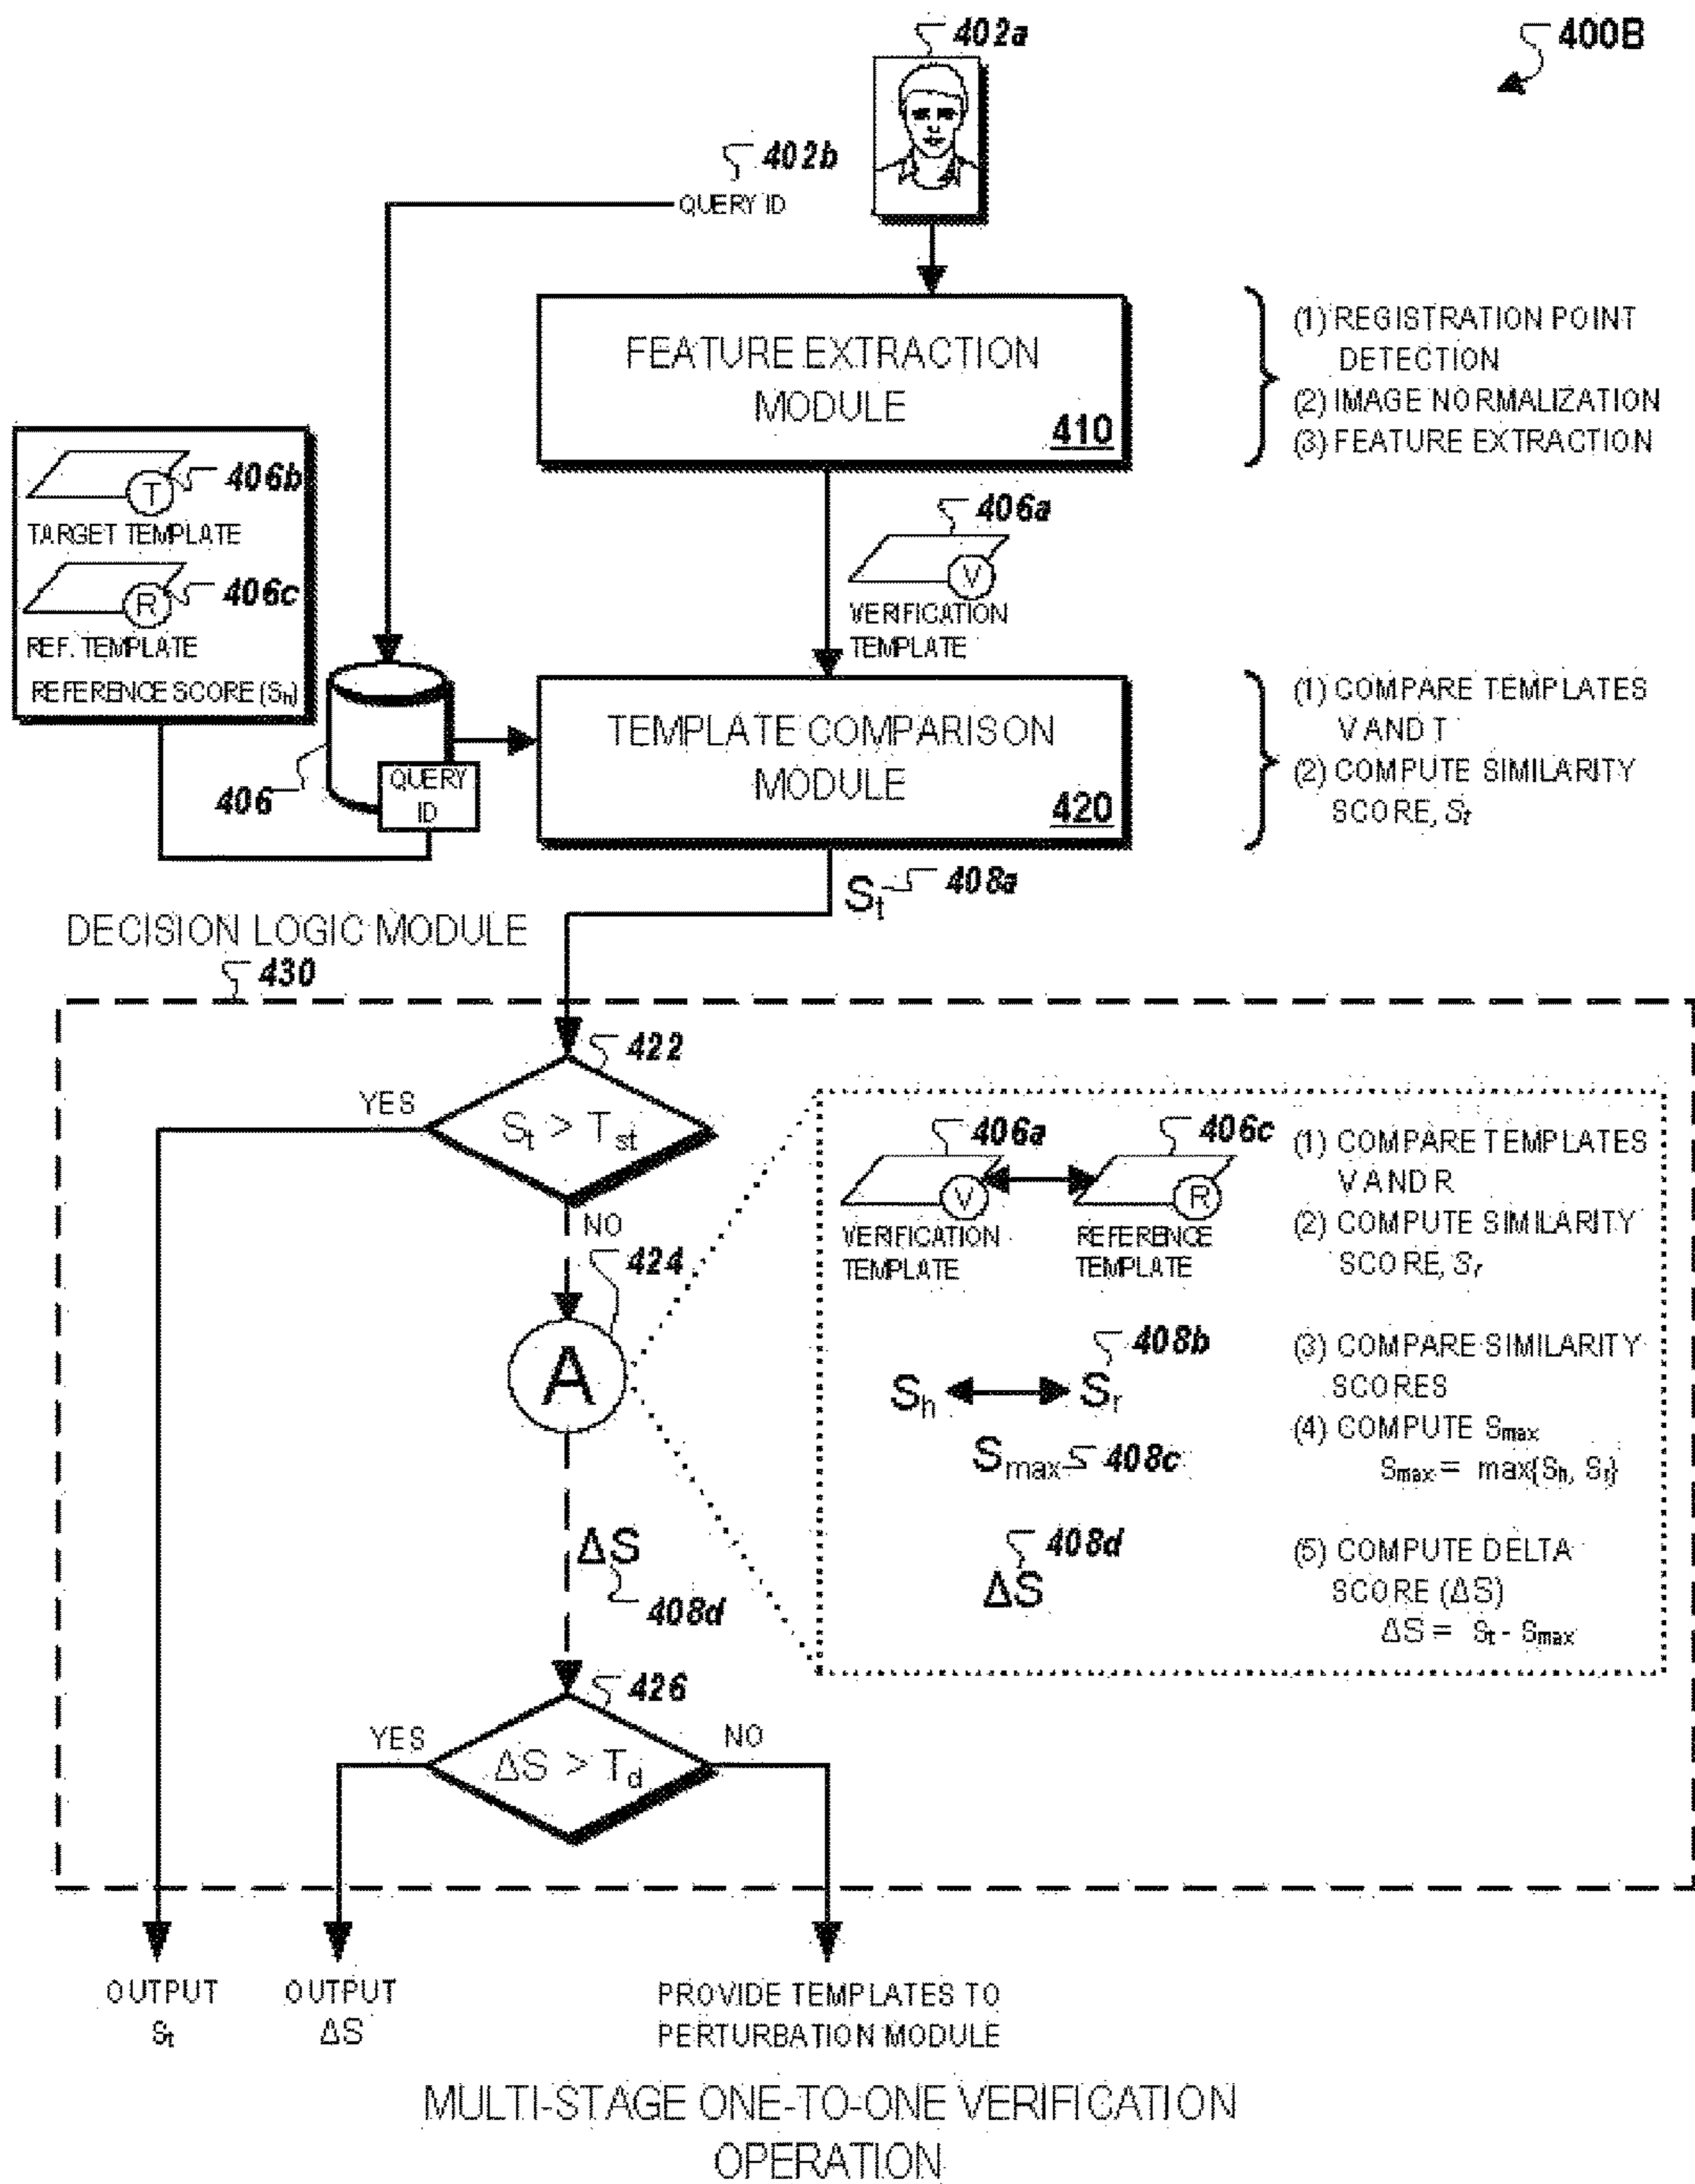 402a
400B
402b
QUERY ID
FEATURE EXTRACTION
MODULE
410
(1) REGISTRATION POINT
DETECTION
(2) IMAGE NORMALIZATION
(3) FEATURE EXTRACTION
T
406b
TARGET TEMPLATE
R
406c
REF. TEMPLATE
REFERENCE SCORE (Sh)
406a
V
VERIFICATION
TEMPLATE
406
QUERY
ID
TEMPLATE COMPARISON
MODULE
420
(1) COMPARE TEMPLATES
V AND T
(2) COMPUTE SIMILARITY
SCORE, St
St
408a
DECISION LOGIC MODULE
430
422
YES
St > Tst
NO
424
A
406a
V
VERIFICATION
TEMPLATE
406c
R
REFERENCE
TEMPLATE
(1) COMPARE TEMPLATES
V AND R
(2) COMPUTE SIMILARITY
SCORE, Sr
408b
Sh
Sr
(3) COMPARE SIMILARITY
SCORES
Smax
408c
(4) COMPUTE Smax
Smax = max{Sh, Sr}
408d
ΔS
(5) COMPUTE DELTA
SCORE (ΔS)
ΔS = St - Smax
ΔS
408d
426
YES
ΔS > Td
NO
OUTPUT
St
OUTPUT
ΔS
PROVIDE TEMPLATES TO
PERTURBATION MODULE
MULTI-STAGE ONE-TO-ONE VERIFICATION
OPERATION